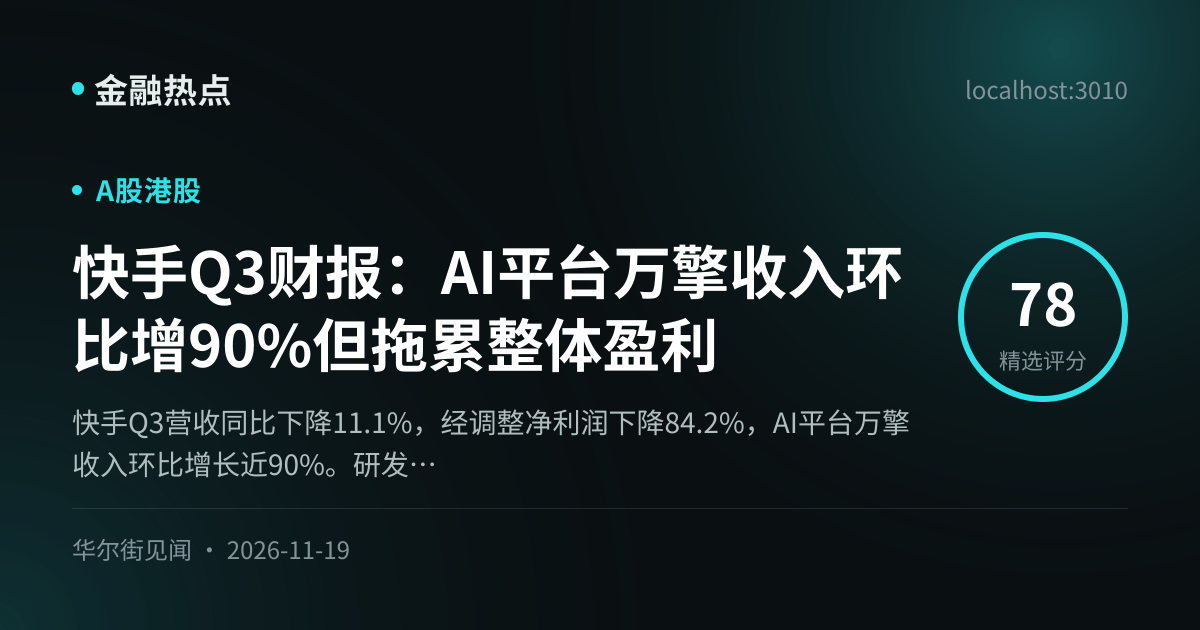 金融热点
localhost:3010
A股港股
快手Q3财报：AI平台万擎收入环
比增90%但拖累整体盈利
78
精选评分
快手Q3营收同比下降11.1%，经调整净利润下降84.2%，AI平台万擎
收入环比增长近90%。研发…
华尔街见闻 · 2026-11-19